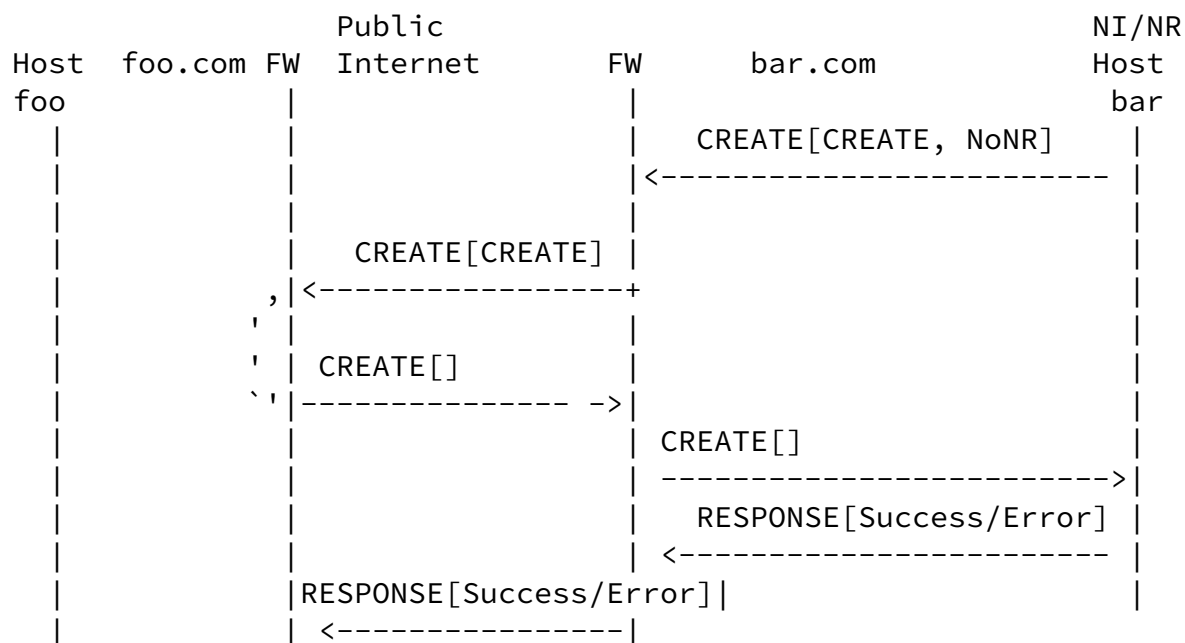 Public NI/NR
Host foo.com FW Internet FW bar.com Host
foo bar
CREATE[CREATE, NoNR]
CREATE[CREATE]
CREATE[]
CREATE[]
RESPONSE[Success/Error]
RESPONSE[Success/Error]